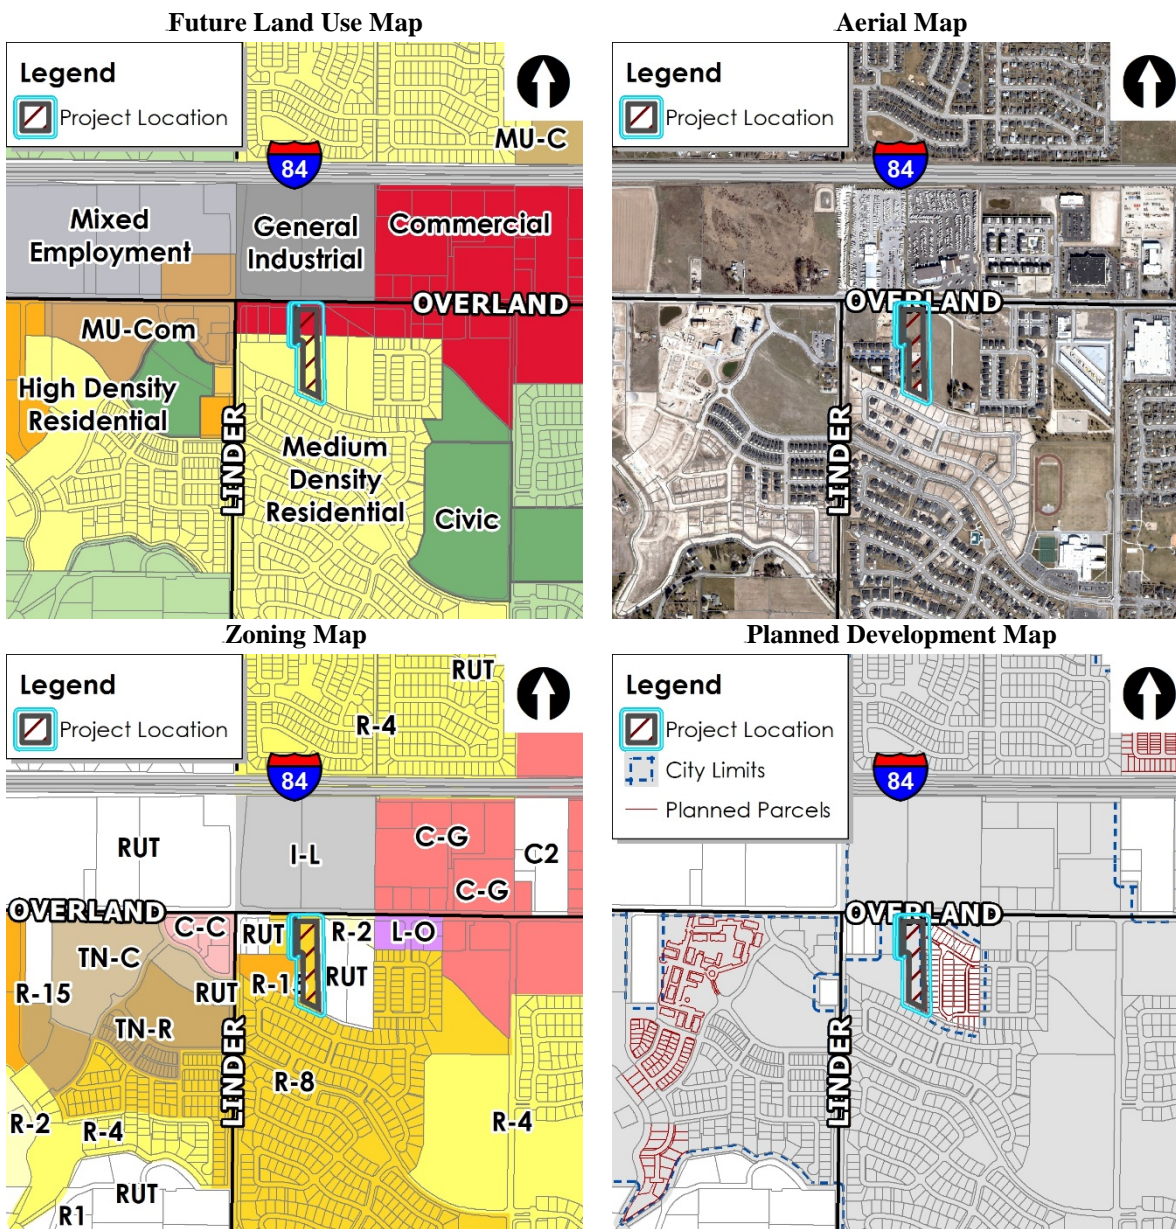 Future Land Use Map
Legend
Project Location
MU-C
84
Mixed
Employment
General
Industrial
Commercial
OVERLAND
MU-Com
High Density
Residential
LINDER
Medium
Density
Residential
Civic
Aerial Map
Legend
Project Location
84
OVERLAND
LINDER
Zoning Map
Legend
Project Location
RUT
R-4
84
RUT
I-L
C-G
C2
C-G
OVERLAND
C-C
RUT
R-2
L-O
TN-C
R-15
RUT
R-15
RUT
TN-R
LINDER
R-8
R-2
R-4
R-4
RUT
R1
Planned Development Map
Legend
Project Location
City Limits
Planned Parcels
84
OVERLAND
LINDER